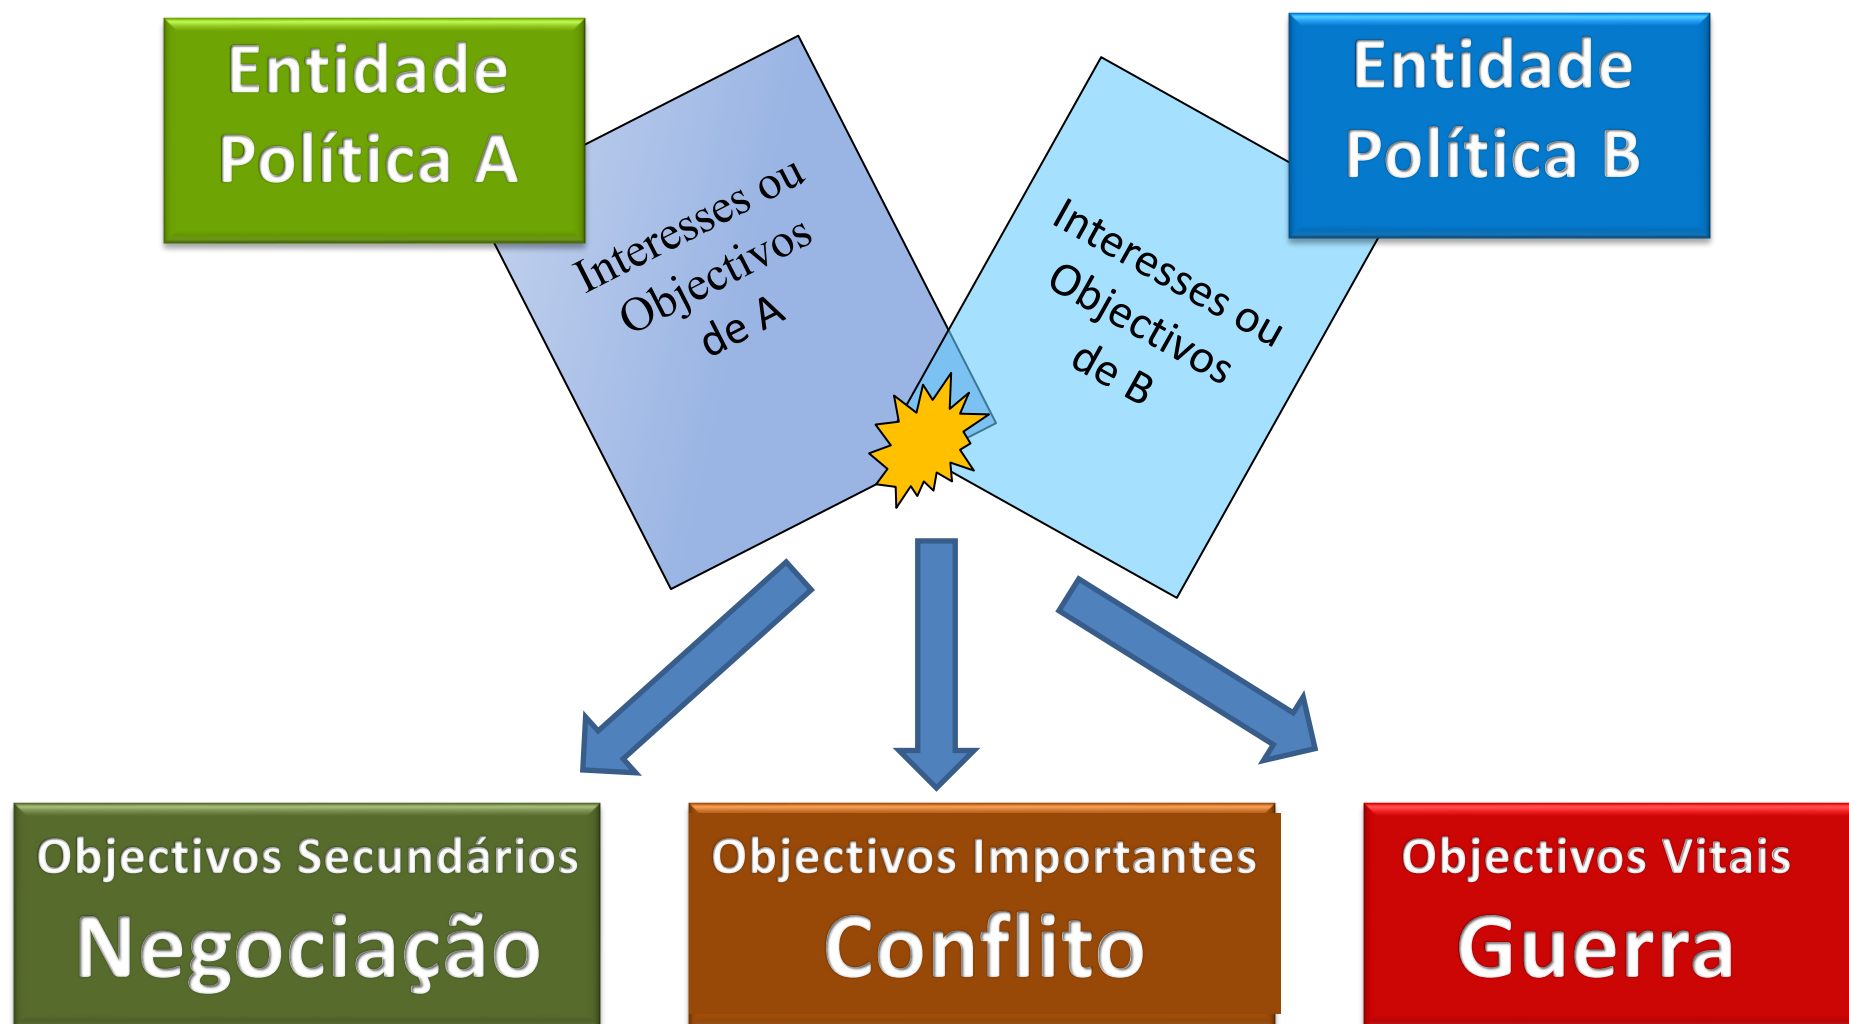 Entidade
Política A
Entidade
Política B
Interesses ou
Objectivos
de A
Interesses ou
Objectivos
de B
Objectivos Secundários
Negociação
Objectivos Importantes
Conflito
Objectivos Vitais
Guerra